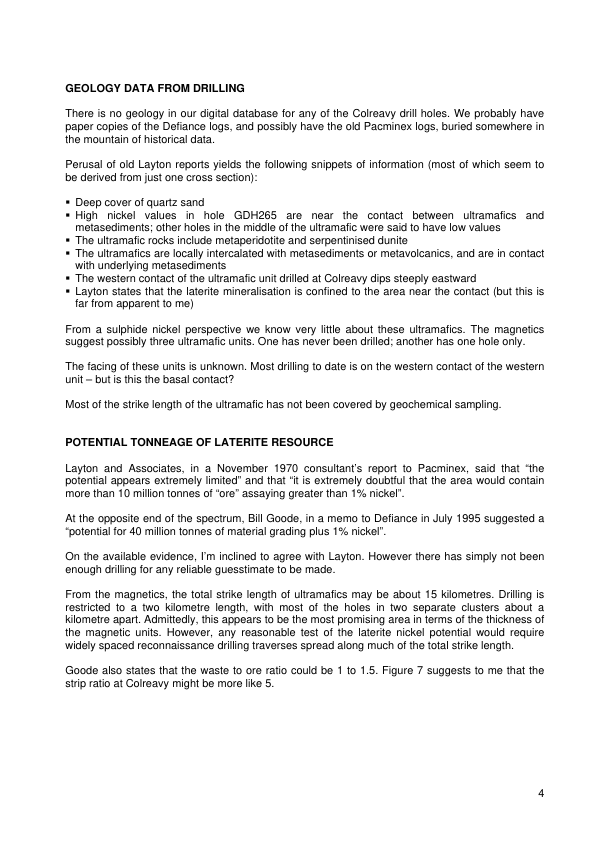 GEOLOGY DATA FROM DRILLING
There is no geology in our digital database for any of the Colreavy drill holes. We probably have
paper copies of the Defiance logs, and possibly have the old Pacminex logs, buried somewhere in
the mountain of historical data.
Perusal of old Layton reports yields the following snippets of information (most of which seem to
be derived from just one cross section):
▪ Deep cover of quartz sand
▪ High nickel values in hole GDH265 are near the contact between ultramafics and
metasediments; other holes in the middle of the ultramafic were said to have low values
▪ The ultramafic rocks include metaperidotite and serpentinised dunite
▪ The ultramafics are locally intercalated with metasediments or metavolcanics, and are in contact
with underlying metasediments
▪ The western contact of the ultramafic unit drilled at Colreavy dips steeply eastward
▪ Layton states that the laterite mineralisation is confined to the area near the contact (but this is
far from apparent to me)
From a sulphide nickel perspective we know very little about these ultramafics. The magnetics
suggest possibly three ultramafic units. One has never been drilled; another has one hole only.
The facing of these units is unknown. Most drilling to date is on the western contact of the western
unit – but is this the basal contact?
Most of the strike length of the ultramafic has not been covered by geochemical sampling.
POTENTIAL TONNEAGE OF LATERITE RESOURCE
Layton and Associates, in a November 1970 consultant's report to Pacminex, said that “the
potential appears extremely limited” and that “it is extremely doubtful that the area would contain
more than 10 million tonnes of “ore” assaying greater than 1% nickel”.
At the opposite end of the spectrum, Bill Goode, in a memo to Defiance in July 1995 suggested a
“potential for 40 million tonnes of material grading plus 1% nickel”.
On the available evidence, I'm inclined to agree with Layton. However there has simply not been
enough drilling for any reliable guesstimate to be made.
From the magnetics, the total strike length of ultramafics may be about 15 kilometres. Drilling is
restricted to a two kilometre length, with most of the holes in two separate clusters about a
kilometre apart. Admittedly, this appears to be the most promising area in terms of the thickness of
the magnetic units. However, any reasonable test of the laterite nickel potential would require
widely spaced reconnaissance drilling traverses spread along much of the total strike length.
Goode also states that the waste to ore ratio could be 1 to 1.5. Figure 7 suggests to me that the
strip ratio at Colreavy might be more like 5.
4